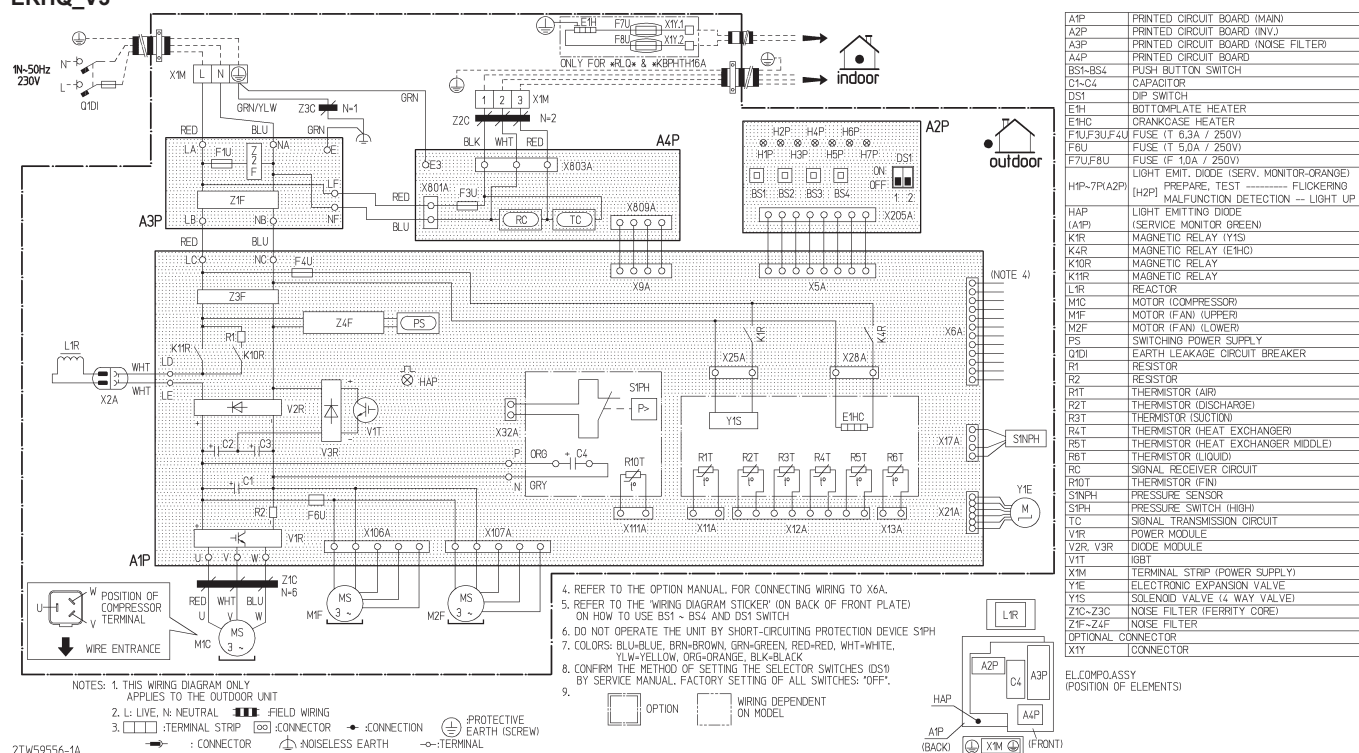 1N~50Hz
230V
N
L
Q1DI
X1M
L N
GRN/YLW
Z3C
N=1
GRN
E1H
F7U
F8U
X1Y.1
X1Y.2
ONLY FOR *RLQ* & *KBPHTH16A
indoor
1 2 3
X1M
Z2C
N=2
BLK WHT RED
RED
BLU
GRN
LA
NA
E
F1U
Z2F
LF
NF
Z1F
LB
NB
A3P
RED
BLU
E3
X801A
X803A
F3U
RC
TC
X809A
A4P
H2P H4P H6P
H1P H3P H5P H7P
DS1
ON
OFF
1 2
BS1 BS2 BS3 BS4
X205A
A2P
outdoor
RED
BLU
LC
NC
F4U
Z3F
Z4F
PS
R1
K11R
K10R
L1R
WHT
WHT
X2A
LD
LE
HAP
V2R
V3R
V1T
C2
C3
C1
R2
F6U
V1R
X9A
X5A
(NOTE 4)
X6A
K1R
K4R
X25A
X28A
S1PH
P>
X32A
P
ORG
C4
N
GRY
R10T
t°
X111A
Y1S
E1HC
R1T R2T R3T R4T R5T R6T
t° t° t° t° t° t°
X11A
X12A
X13A
X17A
S1NPH
X21A
Y1E
M
X106A
X107A
A1P
U V W
Z1C
N=6
RED WHT BLU
U V W
M1C
MS
3 ~
M1F
MS
3 ~
M2F
MS
3 ~
U
W
V
POSITION OF
COMPRESSOR
TERMINAL
WIRE ENTRANCE
NOTES: 1. THIS WIRING DIAGRAM ONLY
APPLIES TO THE OUTDOOR UNIT
2. L: LIVE, N: NEUTRAL :FIELD WIRING
3. :TERMINAL STRIP :CONNECTOR :CONNECTION :PROTECTIVE
EARTH (SCREW)
: CONNECTOR :NOISELESS EARTH :TERMINAL
2TW59556-1A
4. REFER TO THE OPTION MANUAL, FOR CONNECTING WIRING TO X6A.
5. REFER TO THE 'WIRING DIAGRAM STICKER' (ON BACK OF FRONT PLATE)
ON HOW TO USE BS1 ~ BS4 AND DS1 SWITCH
6. DO NOT OPERATE THE UNIT BY SHORT-CIRCUITING PROTECTION DEVICE S1PH
7. COLORS: BLU=BLUE, BRN=BROWN, GRN=GREEN, RED=RED, WHT=WHITE,
YLW=YELLOW, ORG=ORANGE, BLK=BLACK
8. CONFIRM THE METHOD OF SETTING THE SELECTOR SWITCHES (DS1)
BY SERVICE MANUAL. FACTORY SETTING OF ALL SWITCHES: "OFF".
9.
OPTION
WIRING DEPENDENT
ON MODEL
A1P PRINTED CIRCUIT BOARD (MAIN)
A2P PRINTED CIRCUIT BOARD (INV.)
A3P PRINTED CIRCUIT BOARD (NOISE FILTER)
A4P PRINTED CIRCUIT BOARD
BS1~BS4 PUSH BUTTON SWITCH
C1~C4 CAPACITOR
DS1 DIP SWITCH
E1H BOTTOMPLATE HEATER
E1HC CRANKCASE HEATER
F1U,F3U,F4U FUSE (T 6,3A / 250V)
F6U FUSE (T 5,0A / 250V)
F7U,F8U FUSE (F 1,0A / 250V)
LIGHT EMIT. DIODE (SERV. MONITOR-ORANGE)
H1P~7P(A2P) [H2P] PREPARE, TEST --------- FLICKERING
MALFUNCTION DETECTION -- LIGHT UP
HAP LIGHT EMITTING DIODE
(A1P) (SERVICE MONITOR GREEN)
K1R MAGNETIC RELAY (Y1S)
K4R MAGNETIC RELAY (E1HC)
K10R MAGNETIC RELAY
K11R MAGNETIC RELAY
L1R REACTOR
M1C MOTOR (COMPRESSOR)
M1F MOTOR (FAN) (UPPER)
M2F MOTOR (FAN) (LOWER)
PS SWITCHING POWER SUPPLY
Q1DI EARTH LEAKAGE CIRCUIT BREAKER
R1 RESISTOR
R2 RESISTOR
R1T THERMISTOR (AIR)
R2T THERMISTOR (DISCHARGE)
R3T THERMISTOR (SUCTION)
R4T THERMISTOR (HEAT EXCHANGER)
R5T THERMISTOR (HEAT EXCHANGER MIDDLE)
R6T THERMISTOR (LIQUID)
RC SIGNAL RECEIVER CIRCUIT
R10T THERMISTOR (FIN)
S1NPH PRESSURE SENSOR
S1PH PRESSURE SWITCH (HIGH)
TC SIGNAL TRANSMISSION CIRCUIT
V1R POWER MODULE
V2R, V3R DIODE MODULE
V1T IGBT
X1M TERMINAL STRIP (POWER SUPPLY)
Y1E ELECTRONIC EXPANSION VALVE
Y1S SOLENOID VALVE (4 WAY VALVE)
Z1C~Z3C NOISE FILTER (FERRITY CORE)
Z1F~Z4F NOISE FILTER
OPTIONAL CONNECTOR
X1Y CONNECTOR
EL.COMPO.ASSY
(POSITION OF ELEMENTS)
L1R
A2P
C4
A3P
HAP
A4P
A1P
(BACK)
X1M
(FRONT)